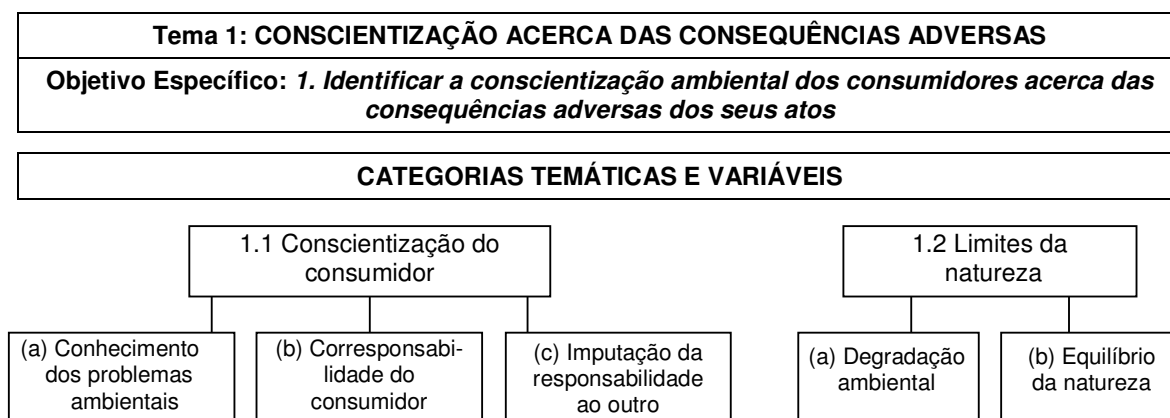 Tema 1: CONSCIENTIZAÇÃO ACERCA DAS CONSEQUÊNCIAS ADVERSAS
Objetivo Específico: 1. Identificar a conscientização ambiental dos consumidores acerca das
consequências adversas dos seus atos
CATEGORIAS TEMÁTICAS E VARIÁVEIS
1.1 Conscientização do
consumidor
1.2 Limites da
natureza
(a) Conhecimento
dos problemas
ambientais
(b) Corresponsabi-
lidade do
consumidor
(c) Imputação da
responsabilidade
ao outro
(a) Degradação
ambiental
(b) Equilíbrio
da natureza